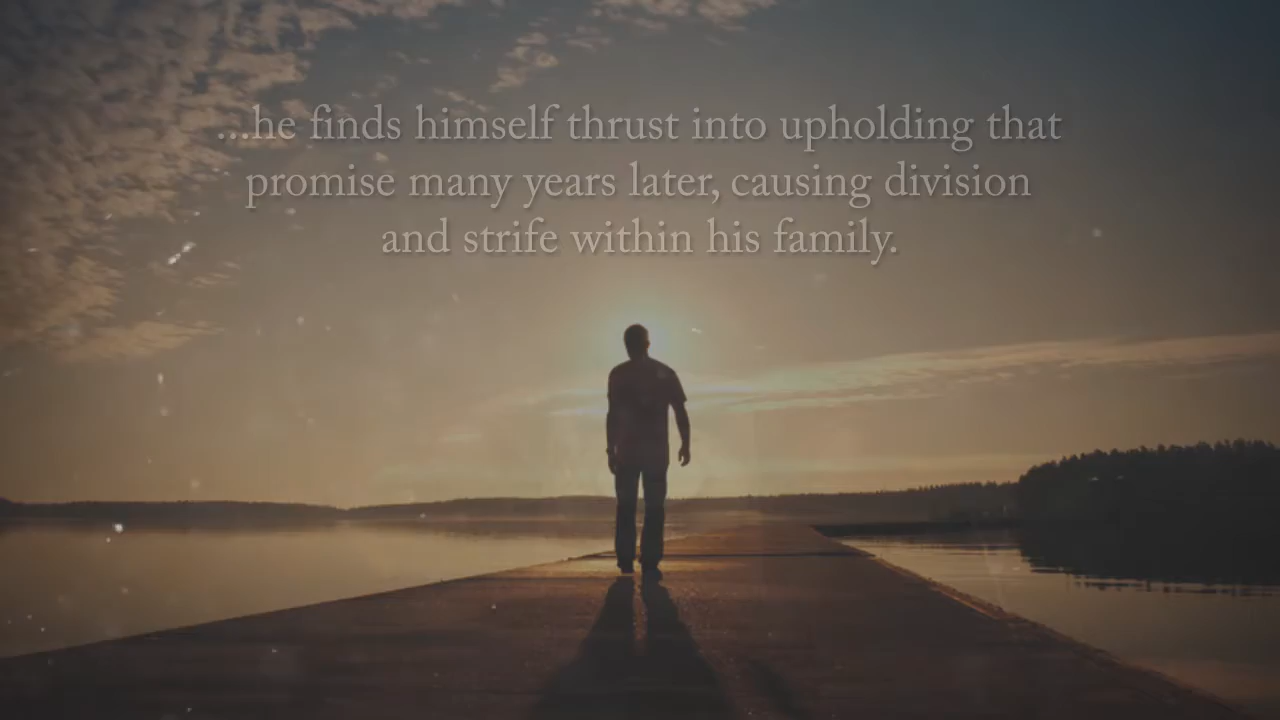 ...he finds himself thrust into upholding that
promise many years later, causing division
and strife within his family.